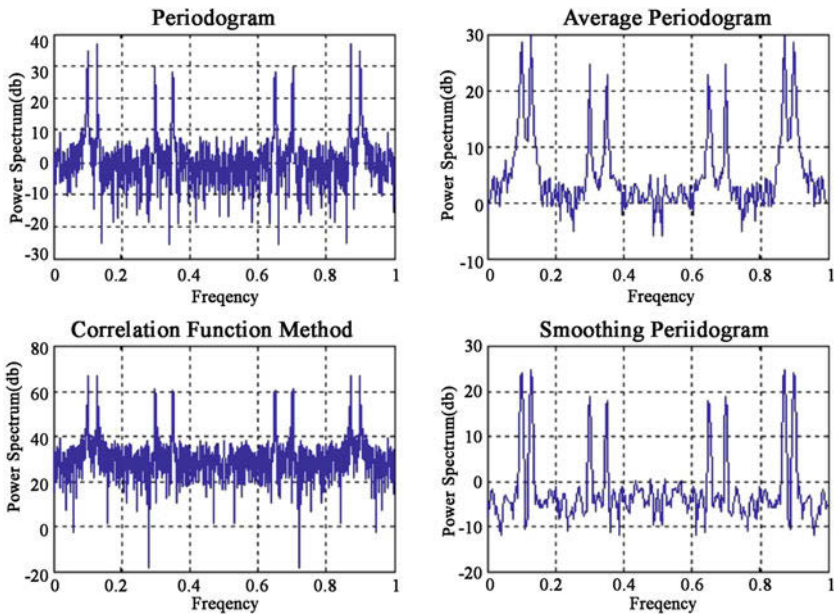 Periodogram
Power Spectrum(db)
40
30
20
10
0
-10
-20
-30
0 0.2 0.4 0.6 0.8 1
Freqency
Average Periodogram
Power Spectrum(db)
30
20
10
0
-10
0 0.2 0.4 0.6 0.8 1
Freqency
Correlation Function Method
Power Spectrum(db)
80
60
40
20
0
-20
0 0.2 0.4 0.6 0.8 1
Freqency
Smoothing Periidogram
Power Spectrum(db)
30
20
10
0
-10
-20
0 0.2 0.4 0.6 0.8 1
Freqency